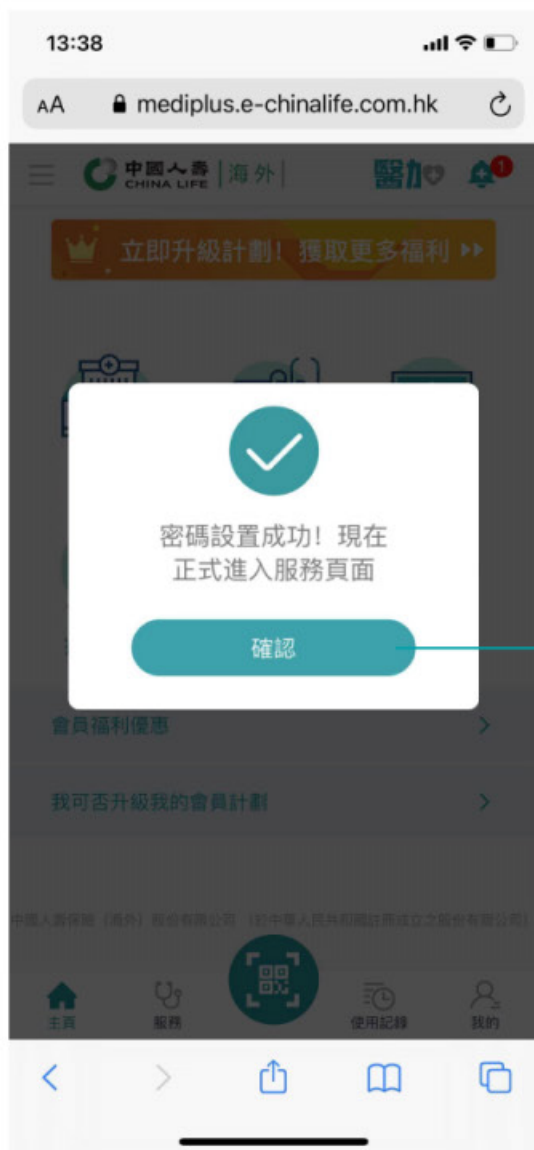 13:38
AA mediplus.e-chinalife.com.hk
中國人壽
CHINA LIFE
海外
醫加
1
立即升級計劃！獲取更多福利
密碼設置成功！現在
正式進入服務頁面
確認
會員福利優惠
我可否升級我的會員計劃
中國人壽保險（海外）股份有限公司（於中華人民共和國註冊成立之股份有限公司）
主頁
服務
使用記錄
我的